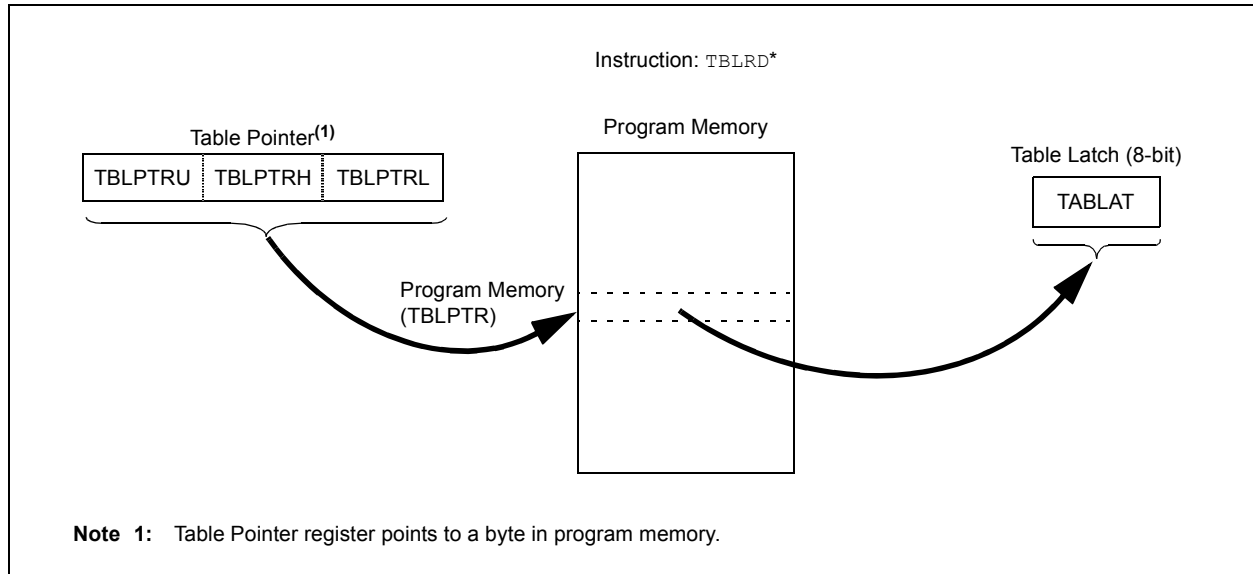 Instruction: TBLRD*
Table Pointer(1)
TBLPTRU TBLPTRH TBLPTRL
Program Memory
Table Latch (8-bit)
TABLAT
Program Memory
(TBLPTR)
Note 1: Table Pointer register points to a byte in program memory.